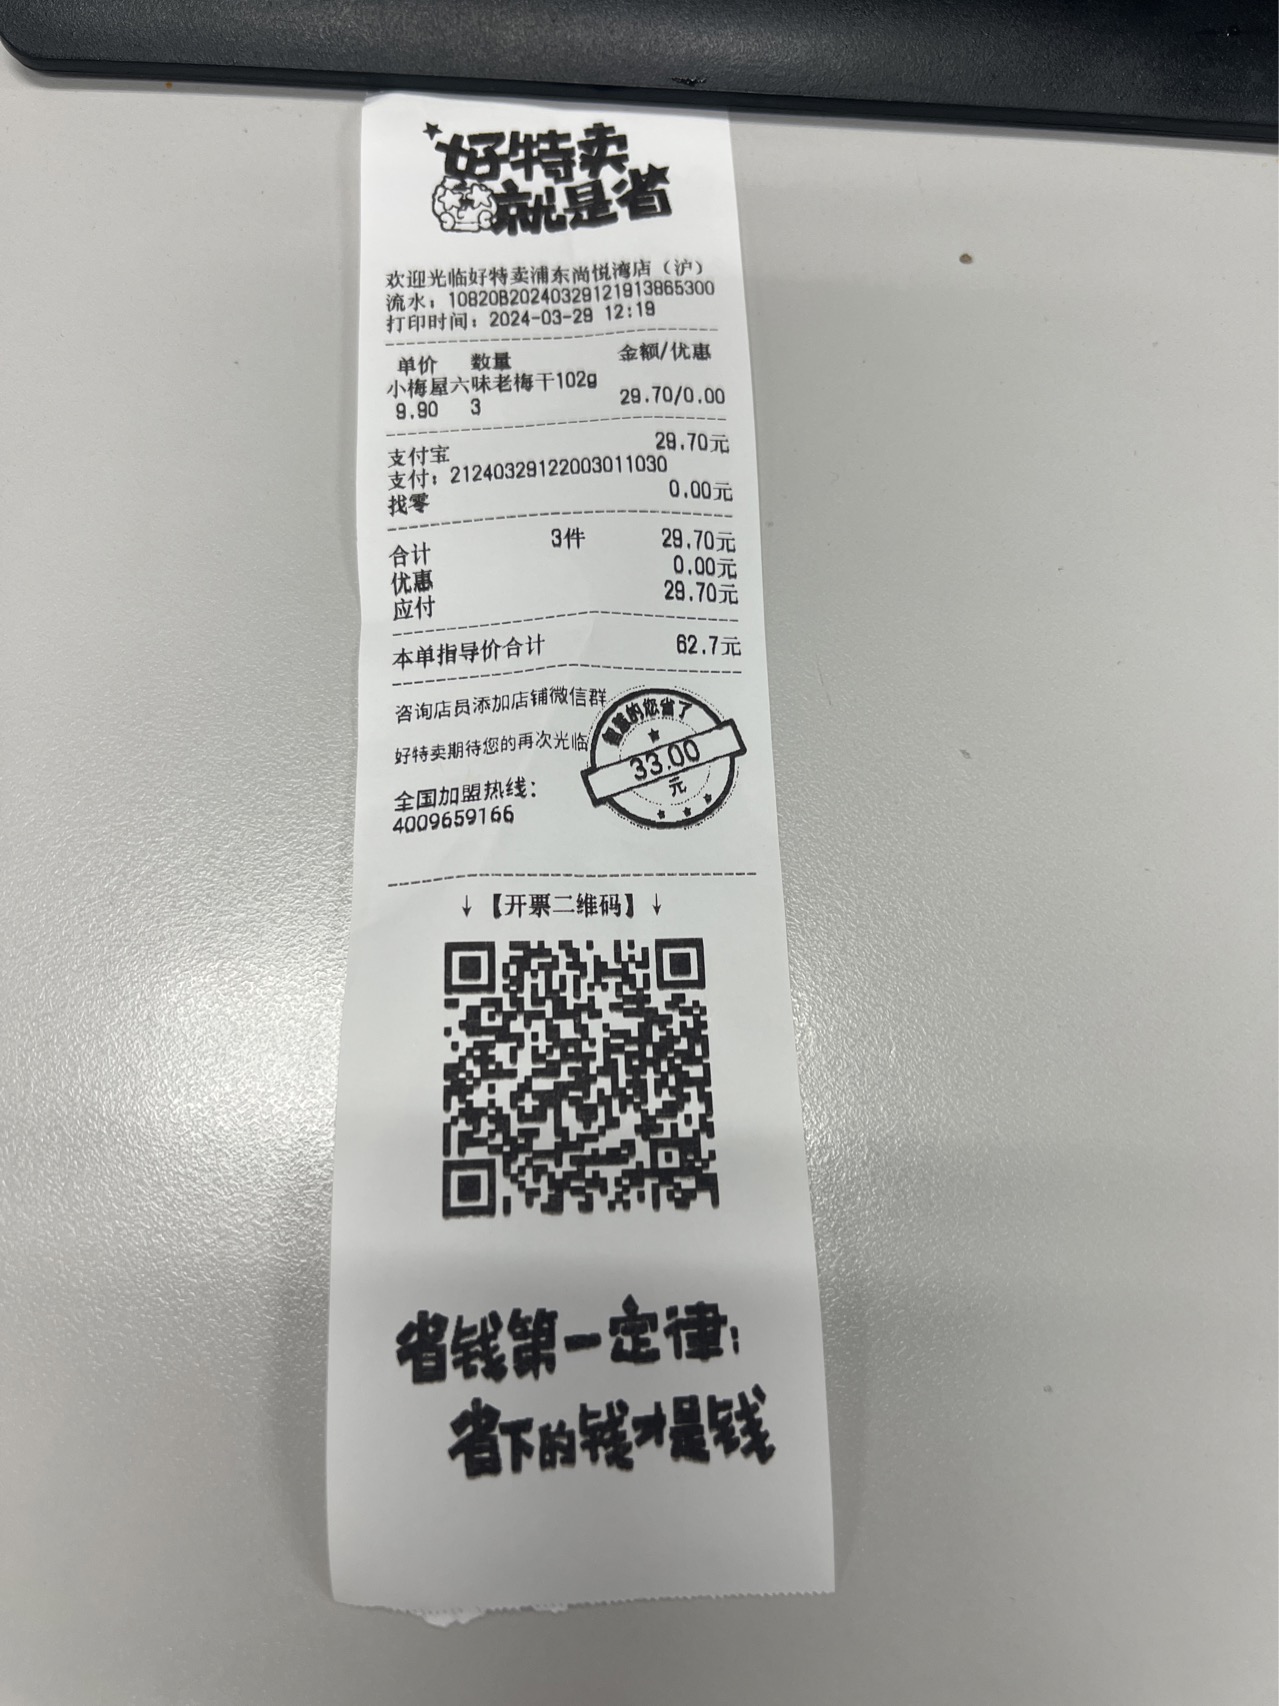 好特卖
就是省
欢迎光临好特卖浦东尚悦湾店（沪）
流水：10820B20240329121913865300
打印时间：2024-03-29 12:19
单价 数量 金额/优惠
小梅屋六味老梅干102g
9.90 3 29.70/0.00
支付宝 29.70元
支付：21240329122003011030
找零 0.00元
合计 3件 29.70元
优惠 0.00元
应付 29.70元
本单指导价合计 62.7元
咨询店员添加店铺微信群
好特卖期待您的再次光临
全国加盟热线：
4009659166
的您省了
33.00
元
↓【开票二维码】↓
省钱第一定律：
省下的钱才是钱